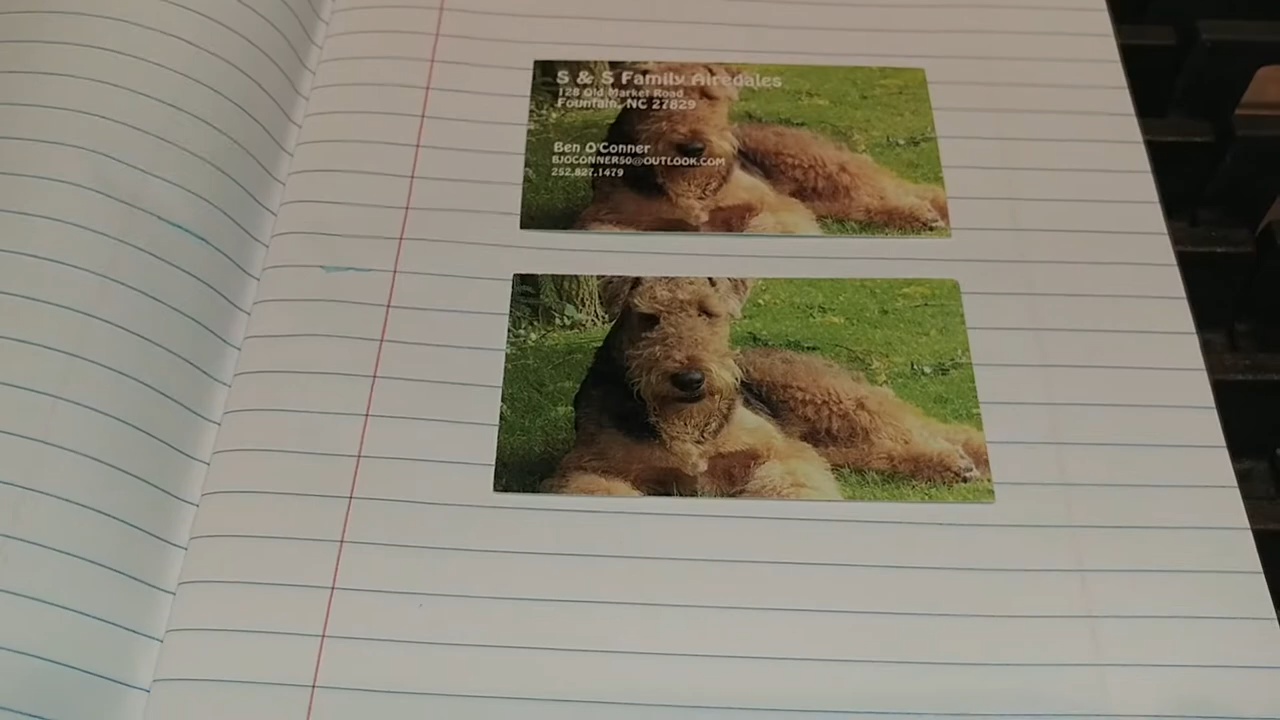 S & S Family Airedales
128 Old Market Road
Fountain, NC 27829
Ben O'Conner
BJOCONNER50@OUTLOOK.COM
252.827.1479